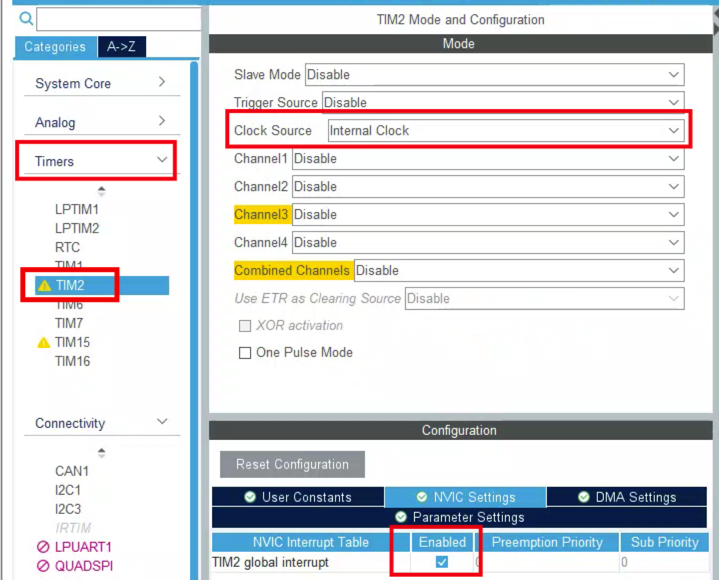 TIM2 Mode and Configuration
Categories A->Z
Mode
System Core
Analog
Timers
LPTIM1
LPTIM2
RTC
TIM1
TIM2
TIM6
TIM7
TIM15
TIM16
Connectivity
CAN1
I2C1
I2C3
IRTIM
LPUART1
QUADSPI
Slave Mode Disable
Trigger Source Disable
Clock Source Internal Clock
Channel1 Disable
Channel2 Disable
Channel3 Disable
Channel4 Disable
Combined Channels Disable
Use ETR as Clearing Source Disable
XOR activation
One Pulse Mode
Configuration
Reset Configuration
User Constants NVIC Settings DMA Settings
Parameter Settings
NVIC Interrupt Table Enabled Preemption Priority Sub Priority
TIM2 global interrupt 0 0